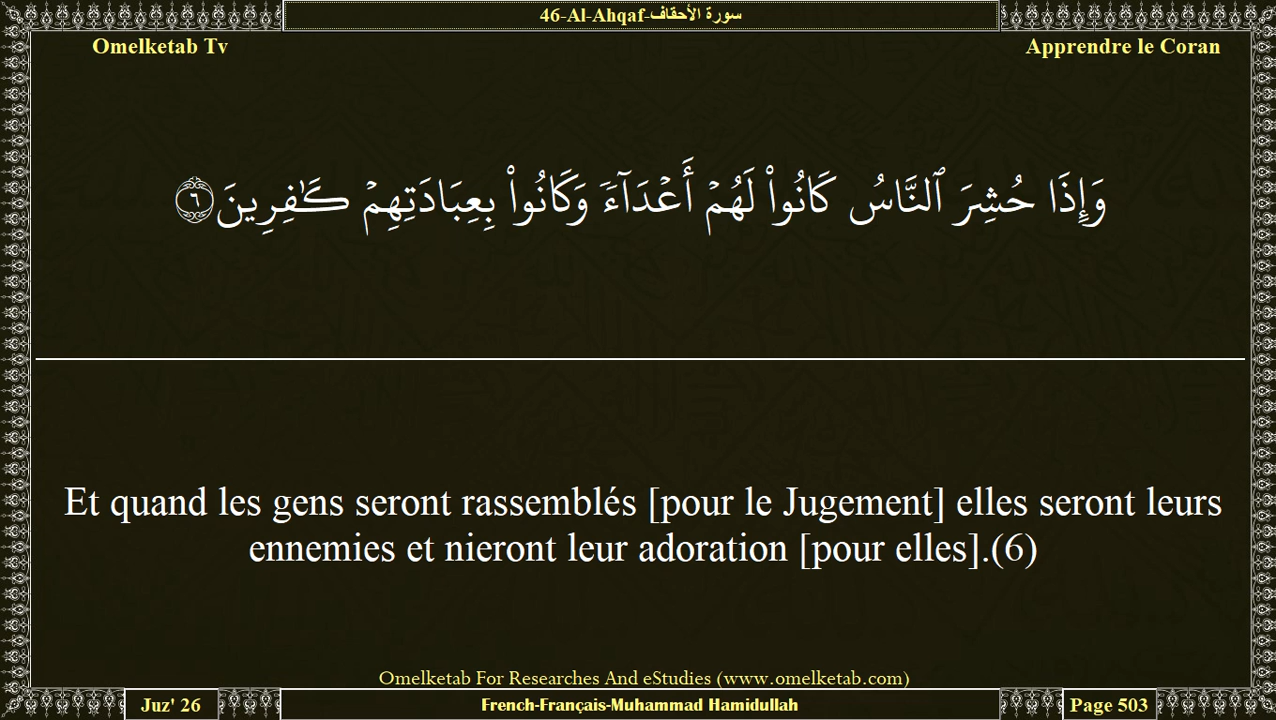 46-Al-Ahqaf-سورة الأحقاف
Omelketab Tv
Apprendre le Coran
وَإِذَا حُشِرَ ٱلنَّاسُ كَانُوا۟ لَهُمْ أَعْدَآءً وَكَانُوا۟ بِعِبَادَتِهِمْ كَـٰفِرِينَ ٦
Et quand les gens seront rassemblés [pour le Jugement] elles seront leurs
ennemies et nieront leur adoration [pour elles].(6)
Omelketab For Researches And eStudies (www.omelketab.com)
Juz' 26
French-Français-Muhammad Hamidullah
Page 503